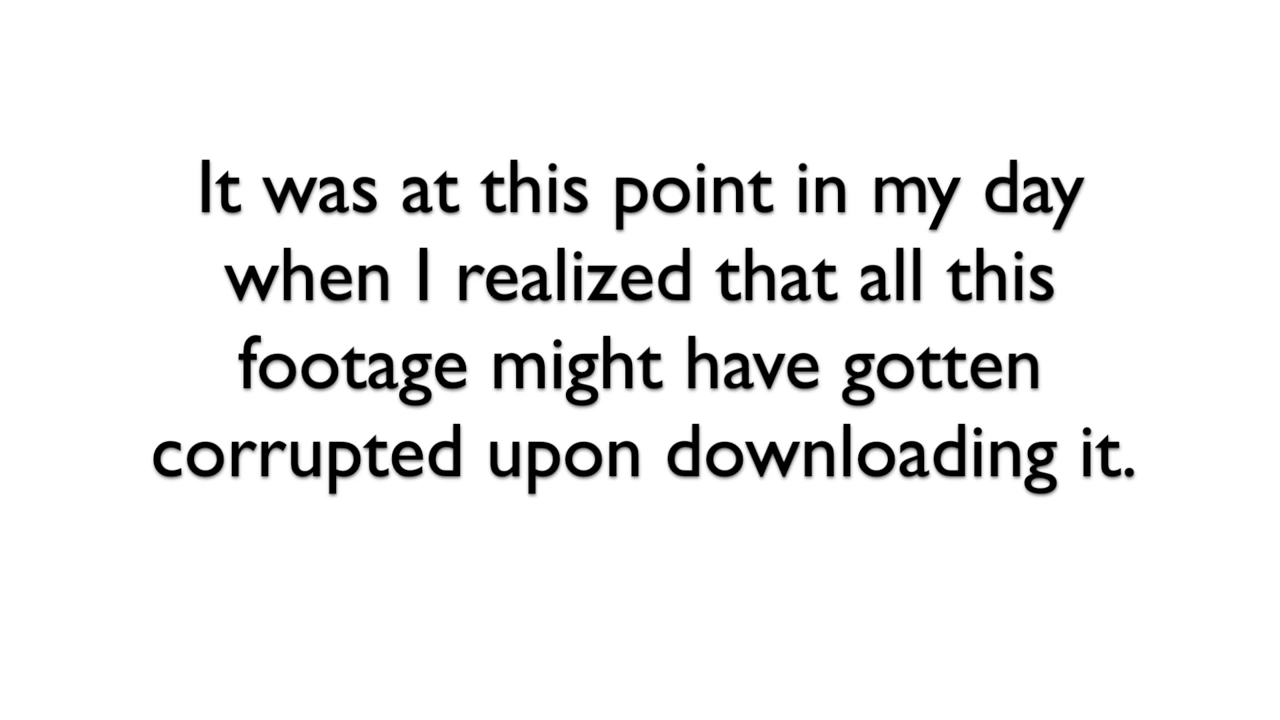 It was at this point in my day
when I realized that all this
footage might have gotten
corrupted upon downloading it.